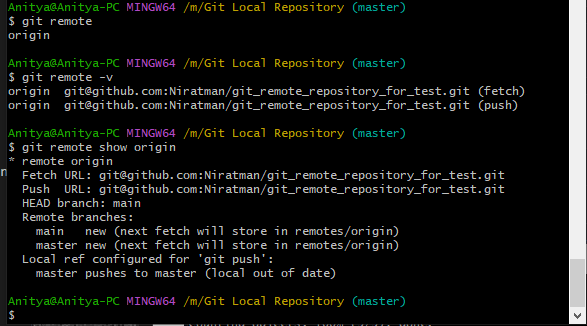 Anitya@Anitya-PC MINGW64 /m/Git Local Repository (master)
$ git remote
origin
Anitya@Anitya-PC MINGW64 /m/Git Local Repository (master)
$ git remote -v
origin  git@github.com:Niratman/git_remote_repository_for_test.git (fetch)
origin  git@github.com:Niratman/git_remote_repository_for_test.git (push)
Anitya@Anitya-PC MINGW64 /m/Git Local Repository (master)
$ git remote show origin
* remote origin
  Fetch URL: git@github.com:Niratman/git_remote_repository_for_test.git
  Push  URL: git@github.com:Niratman/git_remote_repository_for_test.git
  HEAD branch: main
  Remote branches:
    main   new (next fetch will store in remotes/origin)
    master new (next fetch will store in remotes/origin)
  Local ref configured for 'git push':
    master pushes to master (local out of date)
Anitya@Anitya-PC MINGW64 /m/Git Local Repository (master)
$